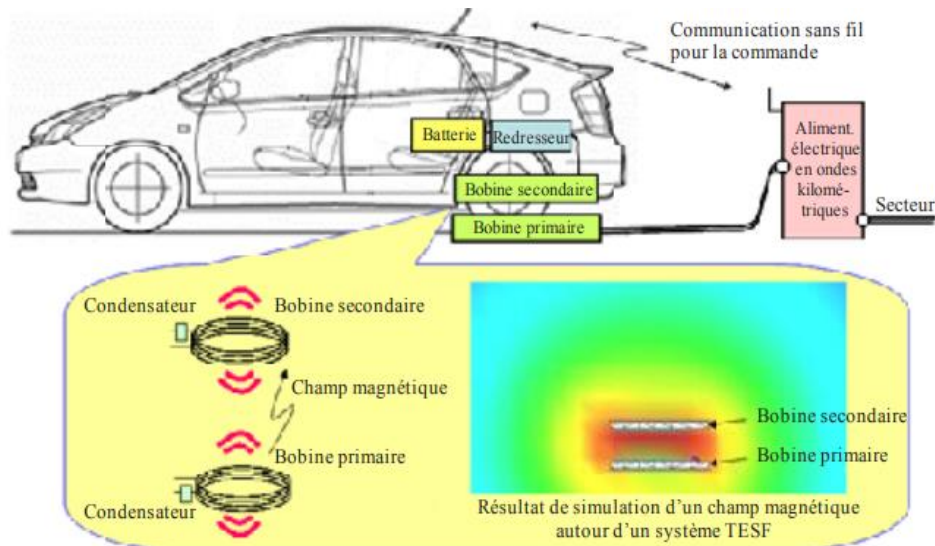 Communication sans fil
pour la commande
Batterie
Redresseur
Aliment.
électrique
en ondes
kilomé-
triques
Secteur
Bobine secondaire
Bobine primaire
Condensateur
Bobine secondaire
Champ magnétique
Bobine primaire
Condensateur
Bobine secondaire
Bobine primaire
Résultat de simulation d'un champ magnétique
autour d'un système TESF